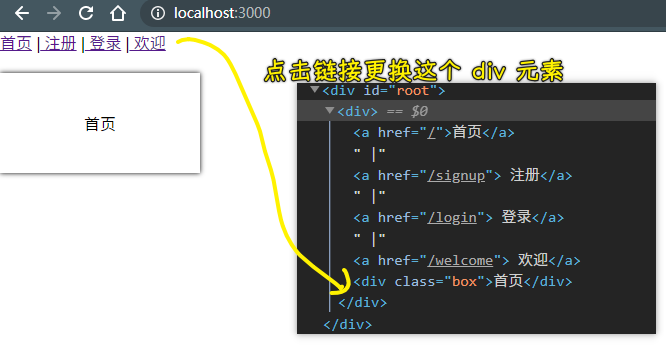 localhost:3000
首页 | 注册 | 登录 | 欢迎
点击链接更换这个 div 元素
首页
<div id="root">
<div> == $0
<a href="/">首页</a>
" |"
<a href="/signup"> 注册</a>
" |"
<a href="/login"> 登录</a>
" |"
<a href="/welcome"> 欢迎</a>
<div class="box">首页</div>
</div>
</div>